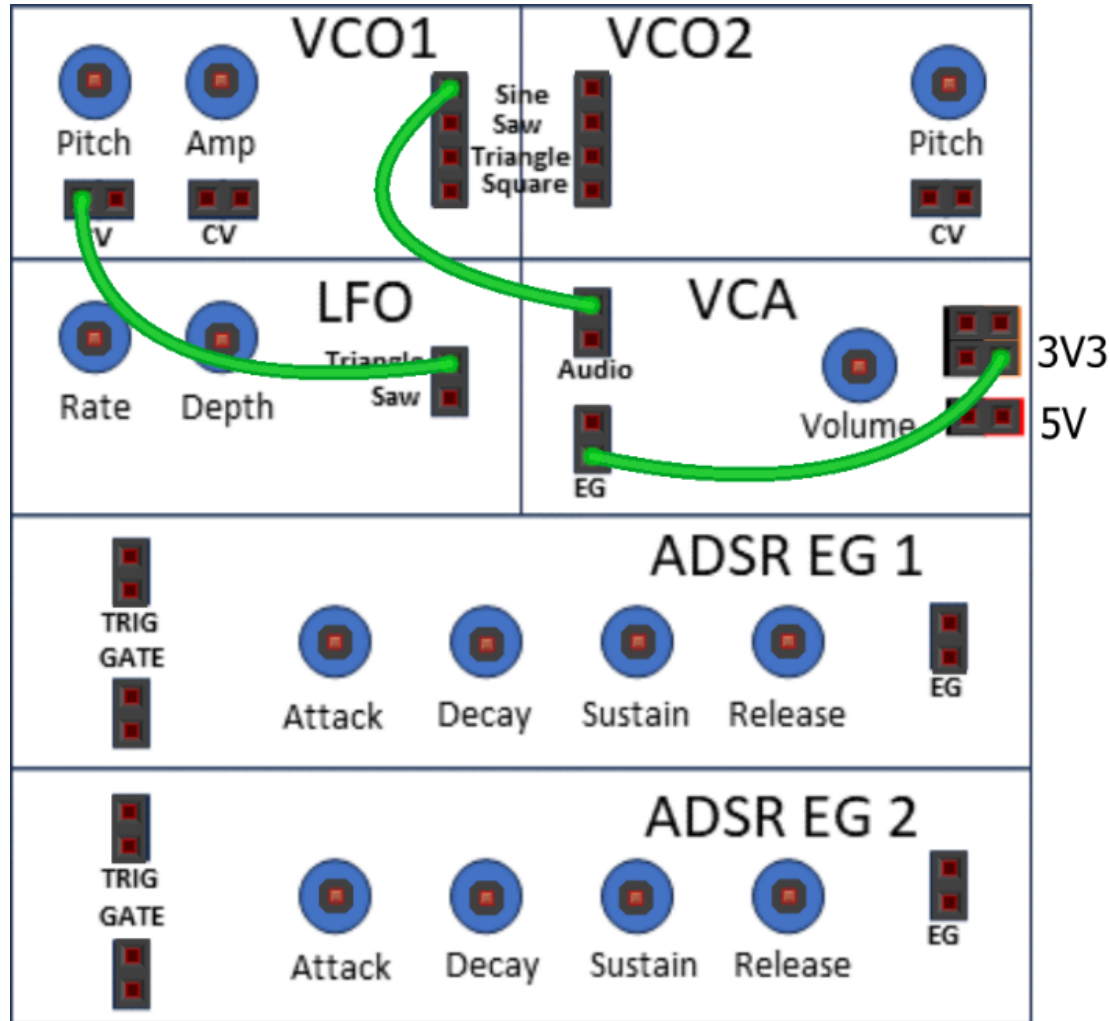 VCO1
Pitch
Amp
CV
CV
Sine
Saw
Triangle
Square
VCO2
Pitch
CV
LFO
Rate
Depth
Triangle
Saw
VCA
Audio
EG
Volume
3V3
5V
ADSR EG 1
TRIG
GATE
Attack
Decay
Sustain
Release
EG
ADSR EG 2
TRIG
GATE
Attack
Decay
Sustain
Release
EG